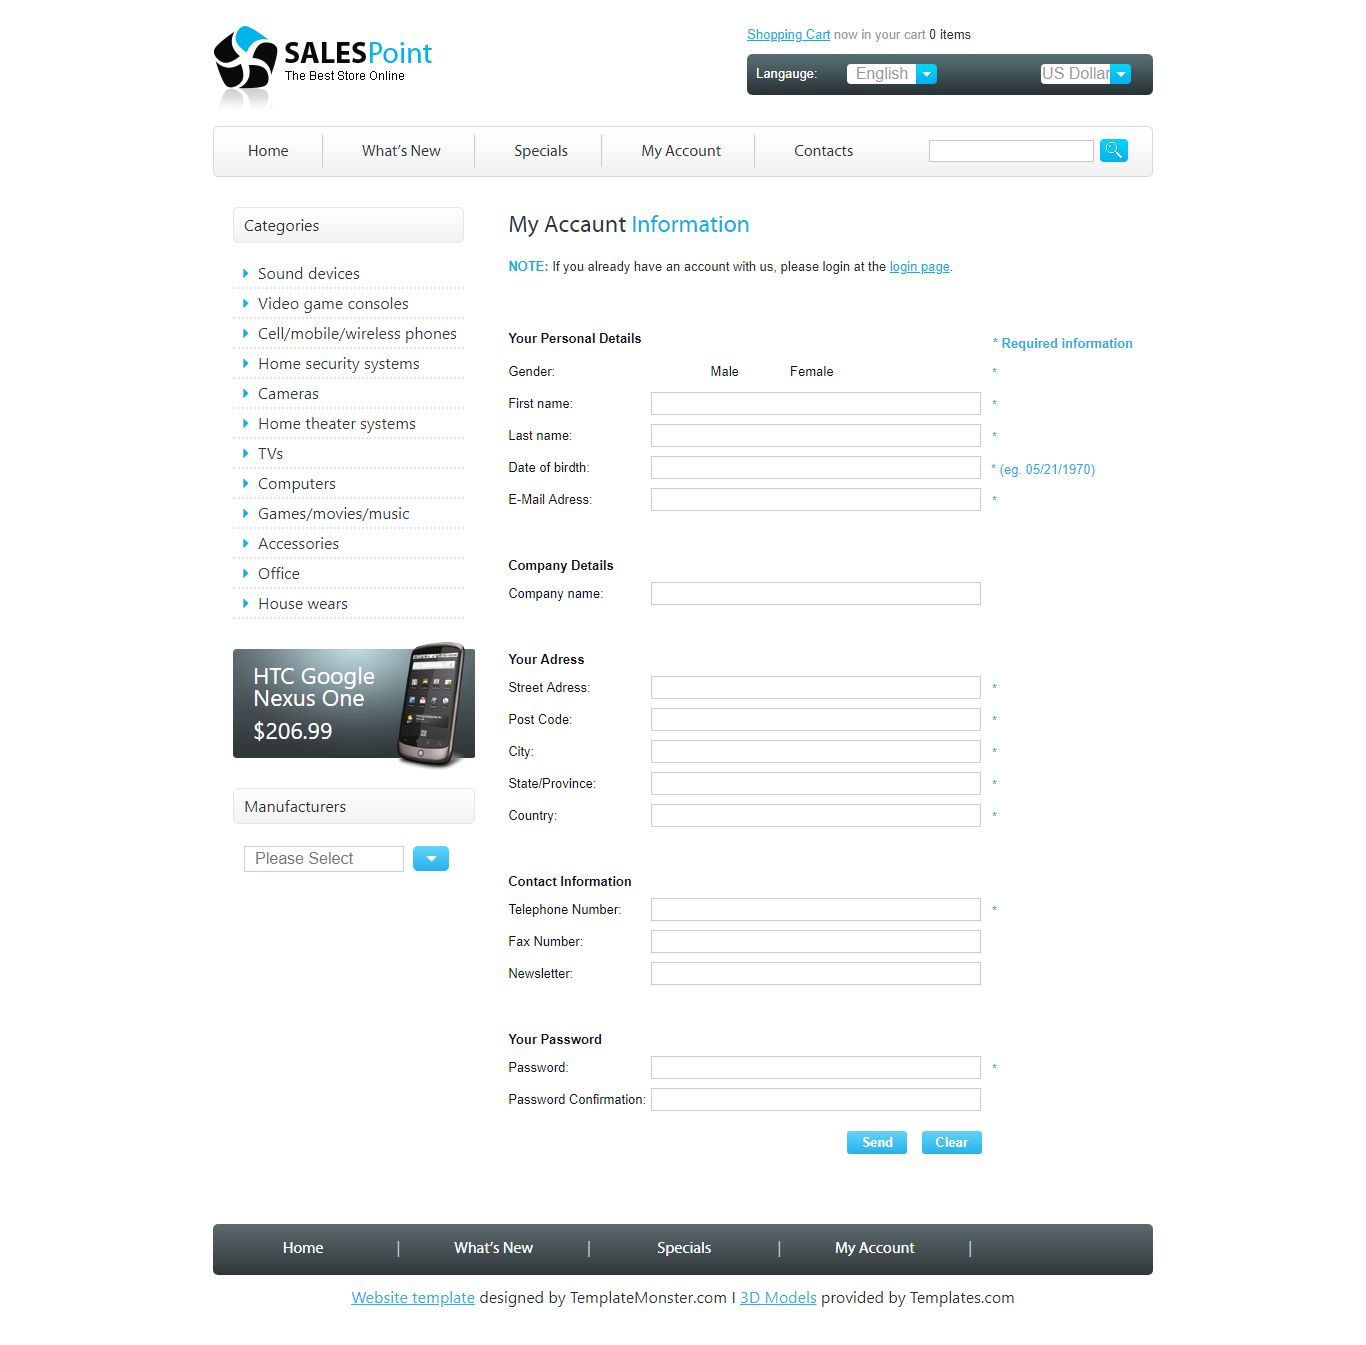 SALESPoint
The Best Store Online
Shopping Cart now in your cart 0 items
Langauge: English US Dollar
Home What's New Specials My Account Contacts
Categories
Sound devices
Video game consoles
Cell/mobile/wireless phones
Home security systems
Cameras
Home theater systems
TVs
Computers
Games/movies/music
Accessories
Office
House wears
HTC Google
Nexus One
$206.99
Manufacturers
Please Select
My Accaunt Information
NOTE: If you already have an account with us, please login at the login page.
Your Personal Details
* Required information
Gender: Male Female *
First name: *
Last name: *
Date of birdth: * (eg. 05/21/1970)
E-Mail Adress: *
Company Details
Company name:
Your Adress
Street Adress: *
Post Code: *
City: *
State/Province: *
Country: *
Contact Information
Telephone Number: *
Fax Number:
Newsletter:
Your Password
Password: *
Password Confirmation:
Send Clear
Home | What's New | Specials | My Account |
Website template designed by TemplateMonster.com I 3D Models provided by Templates.com